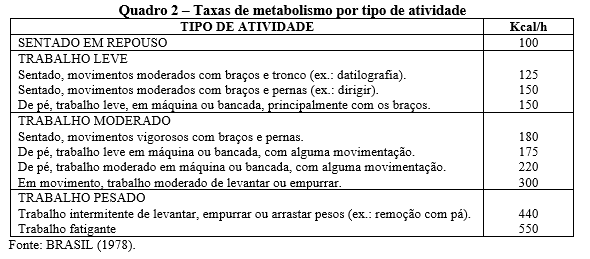 Quadro 2 – Taxas de metabolismo por tipo de atividade
TIPO DE ATIVIDADE Kcal/h
SENTADO EM REPOUSO 100
TRABALHO LEVE
Sentado, movimentos moderados com braços e tronco (ex.: datilografia). 125
Sentado, movimentos moderados com braços e pernas (ex.: dirigir). 150
De pé, trabalho leve, em máquina ou bancada, principalmente com os braços. 150
TRABALHO MODERADO
Sentado, movimentos vigorosos com braços e pernas. 180
De pé, trabalho leve em máquina ou bancada, com alguma movimentação. 175
De pé, trabalho moderado em máquina ou bancada, com alguma movimentação. 220
Em movimento, trabalho moderado de levantar ou empurrar. 300
TRABALHO PESADO
Trabalho intermitente de levantar, empurrar ou arrastar pesos (ex.: remoção com pá). 440
Trabalho fatigante 550
Fonte: BRASIL (1978).